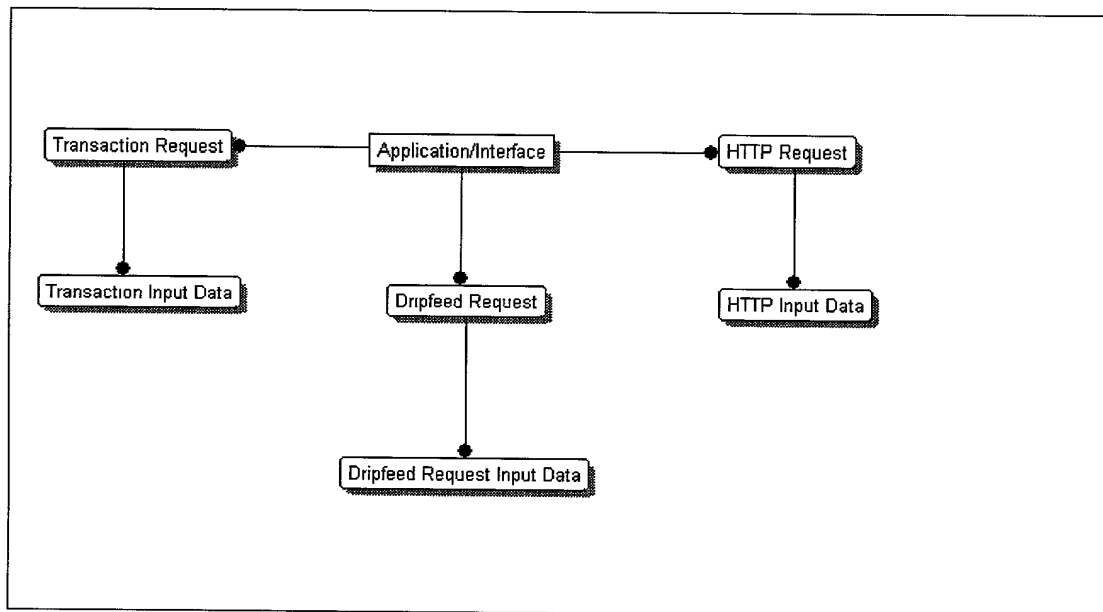 Transaction Request
Application/Interface
HTTP Request
Transaction Input Data
Dripfeed Request
HTTP Input Data
Dripfeed Request Input Data